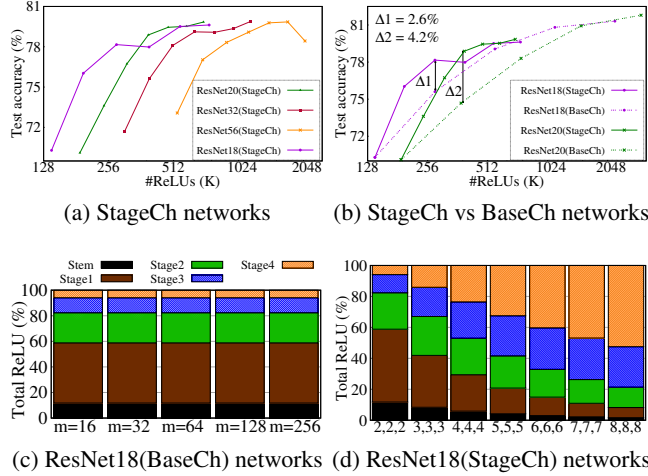 81
78
75
72
Test accuracy (%)
ResNet20(StageCh)
ResNet32(StageCh)
ResNet56(StageCh)
ResNet18(StageCh)
128 256 512 1024 2048
#ReLUs (K)
(a) StageCh networks
81
78
75
72
Test accuracy (%)
Δ1 = 2.6%
Δ2 = 4.2%
Δ1
Δ2
ResNet18(StageCh)
ResNet18(BaseCh)
ResNet20(StageCh)
ResNet20(BaseCh)
128 256 512 1024 2048
#ReLUs (K)
(b) StageCh vs BaseCh networks
Stem Stage2 Stage4
Stage1 Stage3
100
80
60
40
20
0
Total ReLU (%)
m=16 m=32 m=64 m=128 m=256
(c) ResNet18(BaseCh) networks
100
80
60
40
20
0
Total ReLU (%)
2,2,2 3,3,3 4,4,4 5,5,5 6,6,6 7,7,7 8,8,8
(d) ResNet18(StageCh) networks